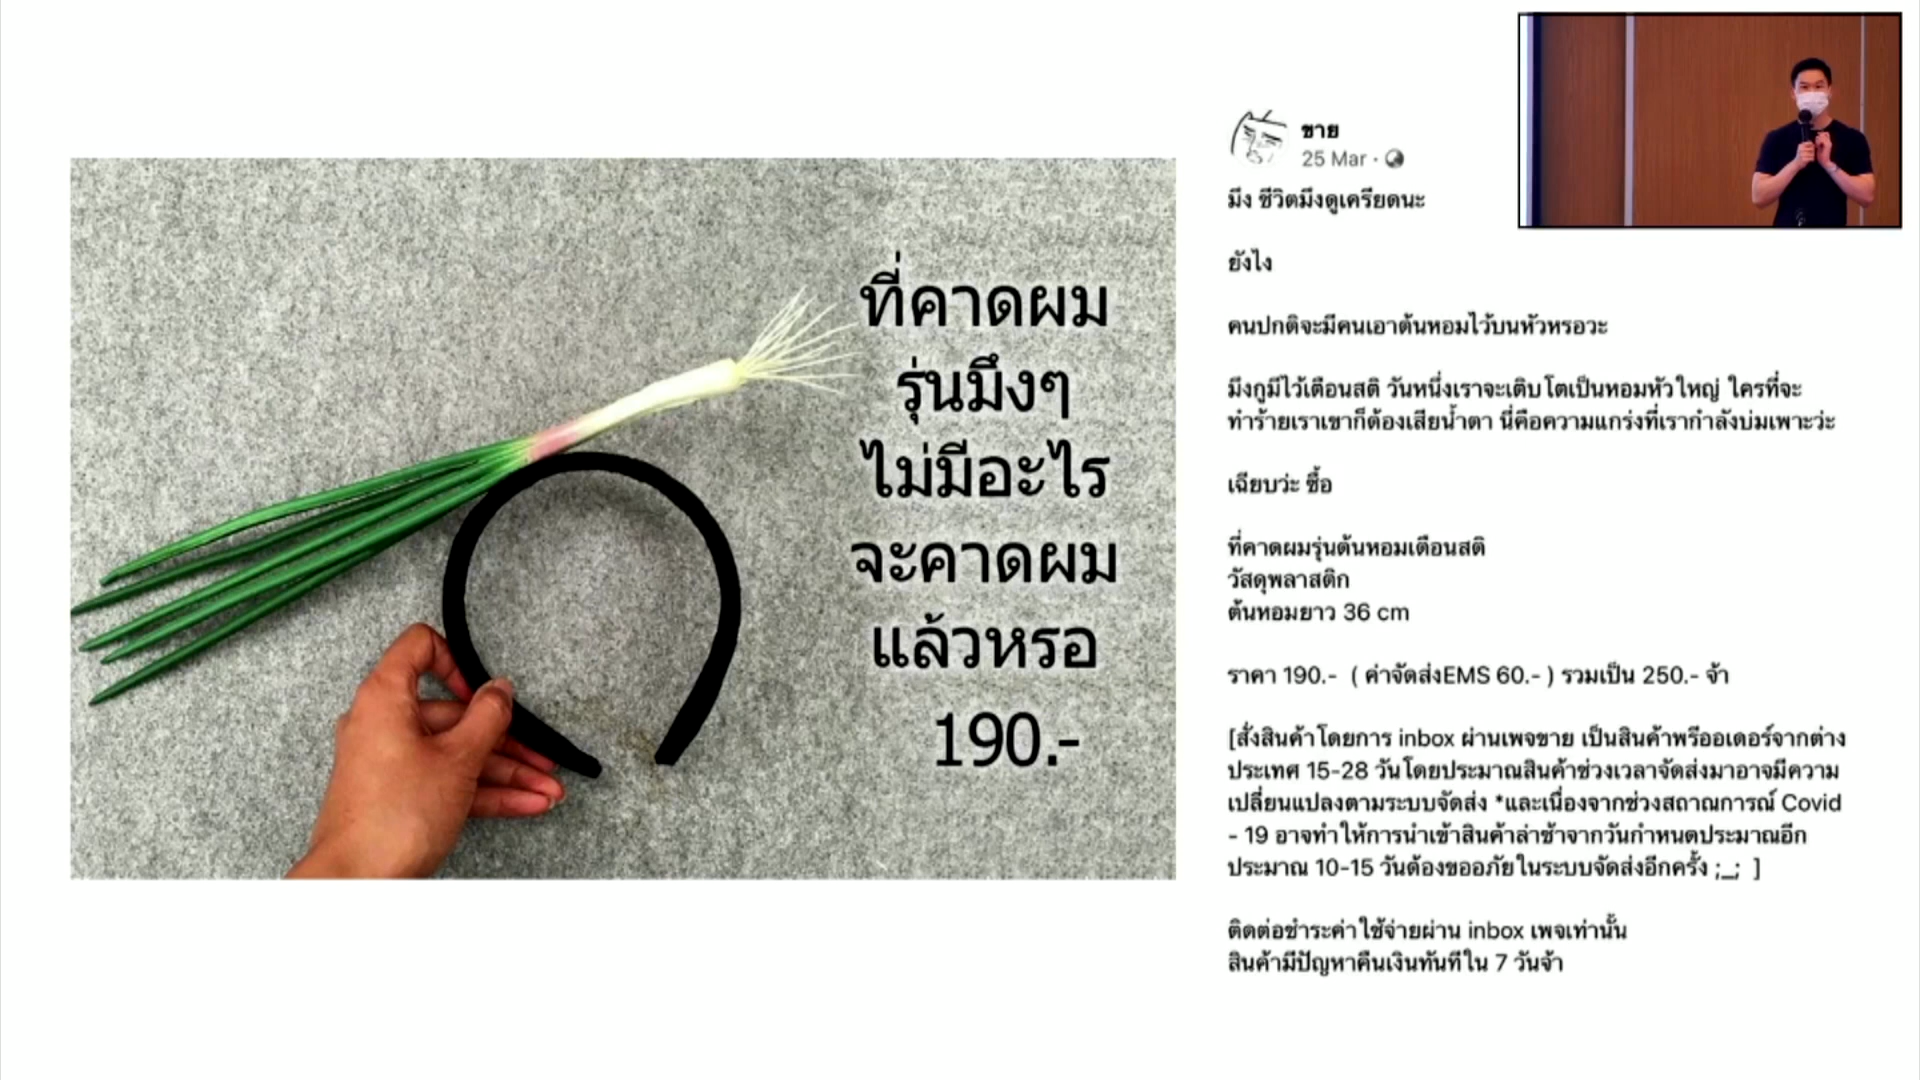 ที่คาดผม
รุ่นมึงๆ
ไม่มีอะไร
จะคาดผม
แล้วหรอ
190.-
ขาย
25 Mar ·
มึง ชีวิตมึงดูเครียดนะ
ยังไง
คนปกติจะมีคนเอาต้นหอมไว้บนหัวหรอวะ
มึงกูมีไว้เตือนสติ วันหนึ่งเราจะเติบโตเป็นหอมหัวใหญ่ ใครที่จะ
ทำร้ายเราเขาก็ต้องเสียน้ำตา นี่คือความแกร่งที่เรากำลังบ่มเพาะว่ะ
เฉียบว่ะ ซื้อ
ที่คาดผมรุ่นต้นหอมเตือนสติ
วัสดุพลาสติก
ต้นหอมยาว 36 cm
ราคา 190.- ( ค่าจัดส่งEMS 60.- ) รวมเป็น 250.- จ้า
[สั่งสินค้าโดยการ inbox ผ่านเพจขาย เป็นสินค้าพรีออเดอร์จากต่าง
ประเทศ 15-28 วันโดยประมาณสินค้าช่วงเวลาจัดส่งมาอาจมีความ
เปลี่ยนแปลงตามระบบจัดส่ง *และเนื่องจากช่วงสถาณการณ์ Covid
- 19 อาจทำให้การนำเข้าสินค้าล่าช้าจากวันกำหนดประมาณอีก
ประมาณ 10-15 วันต้องขออภัยในระบบจัดส่งอีกครั้ง ;_; ]
ติดต่อชำระค่าใช้จ่ายผ่าน inbox เพจเท่านั้น
สินค้ามีปัญหาคืนเงินทันทีใน 7 วันจ้า